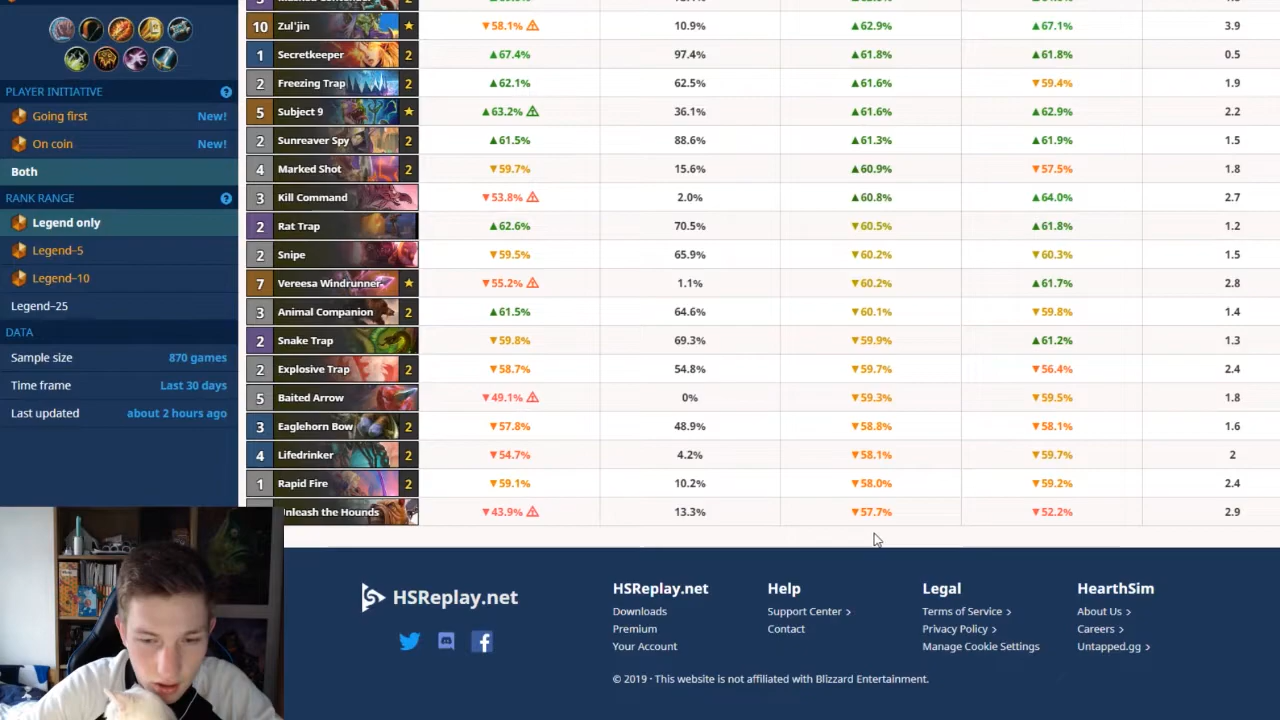 PLAYER INITIATIVE
Going first New!
On coin New!
Both
RANK RANGE
Legend only
Legend–5
Legend–10
Legend–25
DATA
Sample size 870 games
Time frame Last 30 days
Last updated about 2 hours ago
10 Zul'jin ★ ▼58.1% 10.9% ▲62.9% ▲67.1% 3.9
1 Secretkeeper 2 ▲67.4% 97.4% ▲61.8% ▲61.8% 0.5
2 Freezing Trap 2 ▲62.1% 62.5% ▲61.6% ▼59.4% 1.9
5 Subject 9 ★ ▲63.2% 36.1% ▲61.6% ▲62.9% 2.2
2 Sunreaver Spy 2 ▲61.5% 88.6% ▲61.3% ▲61.9% 1.5
4 Marked Shot 2 ▼59.7% 15.6% ▲60.9% ▼57.5% 1.8
3 Kill Command ▼53.8% 2.0% ▲60.8% ▲64.0% 2.7
2 Rat Trap ▲62.6% 70.5% ▼60.5% ▲61.8% 1.2
2 Snipe ▼59.5% 65.9% ▼60.2% ▼60.3% 1.5
7 Vereesa Windrunner ★ ▼55.2% 1.1% ▼60.2% ▲61.7% 2.8
3 Animal Companion 2 ▲61.5% 64.6% ▼60.1% ▼59.8% 1.4
2 Snake Trap ▼59.8% 69.3% ▼59.9% ▲61.2% 1.3
2 Explosive Trap 2 ▼58.7% 54.8% ▼59.7% ▼56.4% 2.4
5 Baited Arrow ▼49.1% 0% ▼59.3% ▼59.5% 1.8
3 Eaglehorn Bow 2 ▼57.8% 48.9% ▼58.8% ▼58.1% 1.6
4 Lifedrinker 2 ▼54.7% 4.2% ▼58.1% ▼59.7% 2
1 Rapid Fire 2 ▼59.1% 10.2% ▼58.0% ▼59.2% 2.4
Unleash the Hounds 2 ▼43.9% 13.3% ▼57.7% ▼52.2% 2.9
HSReplay.net
HSReplay.net Help Legal HearthSim
Downloads Support Center Terms of Service About Us
Premium Contact Privacy Policy Careers
Your Account Manage Cookie Settings Untapped.gg
© 2019 · This website is not affiliated with Blizzard Entertainment.